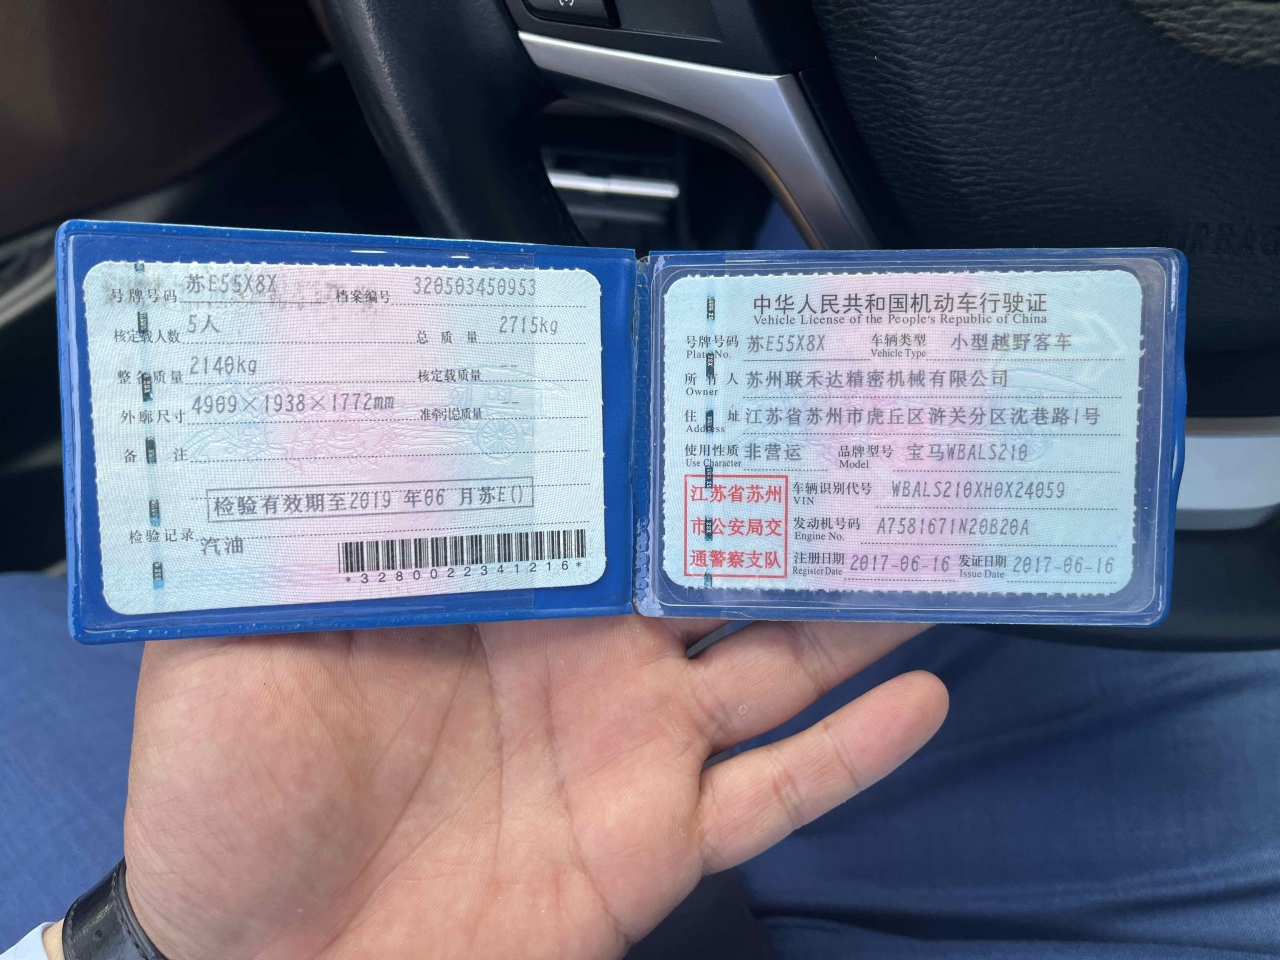 号牌号码 苏E55X8X 档案编号 320503450953
核定载人数 5人 总质量 2715kg
整备质量 2140kg 核定载质量 --
外廓尺寸 4909×1938×1772mm 准牵引总质量 --
备注
检验有效期至2019年06月苏E()
检验记录
汽油
*3280022341216*
中华人民共和国机动车行驶证
Vehicle License of the People's Republic of China
号牌号码 苏E55X8X 车辆类型 小型越野客车
Plate No. Vehicle Type
所有人 苏州联禾达精密机械有限公司
Owner
住址 江苏省苏州市虎丘区浒关分区沈巷路1号
Address
使用性质 非营运 品牌型号 宝马WBALS210
Use Character Model
江苏省苏州
市公安局交
通警察支队
车辆识别代号 WBALS210XH0X24059
VIN
发动机号码 A7581671N20B20A
Engine No.
注册日期 2017-06-16 发证日期 2017-06-16
Register Date Issue Date
AIRBAG